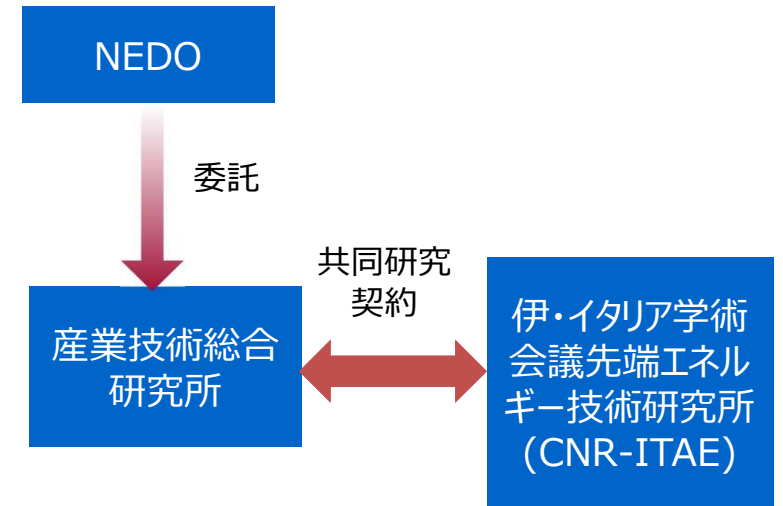 NEDO
委託
共同研究
契約
産業技術総合
研究所
伊・イタリア学術
会議先端エネル
ギー技術研究所
(CNR-ITAE)